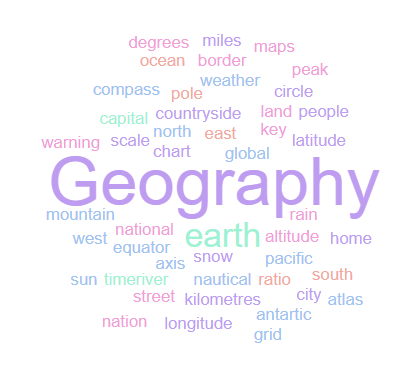 degrees miles maps
ocean border
peak
weather
compass pole circle
capital countryside land people
north east key
warning scale latitude
chart global
Geography
mountain rain
national
west earth altitude home
equator
axis snow pacific
sun timeriver nautical ratio south
street kilometres city atlas
nation longitude antartic
grid